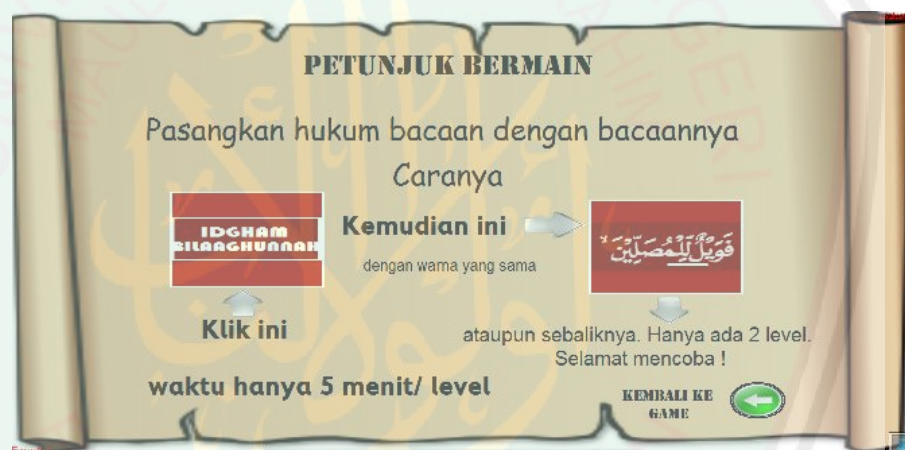 PETUNJUK BERMAIN
Pasangkan hukum bacaan dengan bacaannya
Caranya
IDGHAM
BILAAGHUNNAH
Kemudian ini
dengan warna yang sama
فَوَيْلٌ لِّلْمُصَلِّيْنَ ۙ
Klik ini
ataupun sebaliknya. Hanya ada 2 level.
Selamat mencoba !
waktu hanya 5 menit/ level
KEMBALI KE
GAME